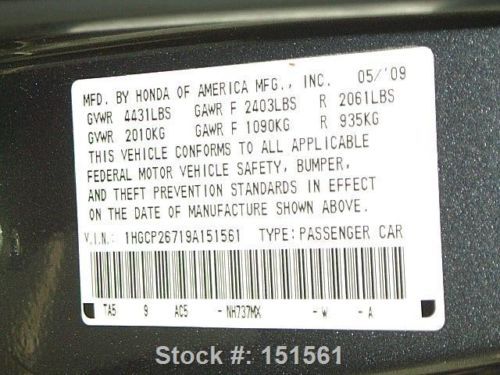 MFD. BY HONDA OF AMERICA MFG., INC. 05/'09
GVWR 4431LBS GAWR F 2403LBS R 2061LBS
GVWR 2010KG GAWR F 1090KG R 935KG
THIS VEHICLE CONFORMS TO ALL APPLICABLE
FEDERAL MOTOR VEHICLE SAFETY, BUMPER,
AND THEFT PREVENTION STANDARDS IN EFFECT
ON THE DATE OF MANUFACTURE SHOWN ABOVE.
V.I.N.: 1HGCP26719A151561 TYPE: PASSENGER CAR
TA5 9 AC5 - NH737MX - W - A
Stock #: 151561